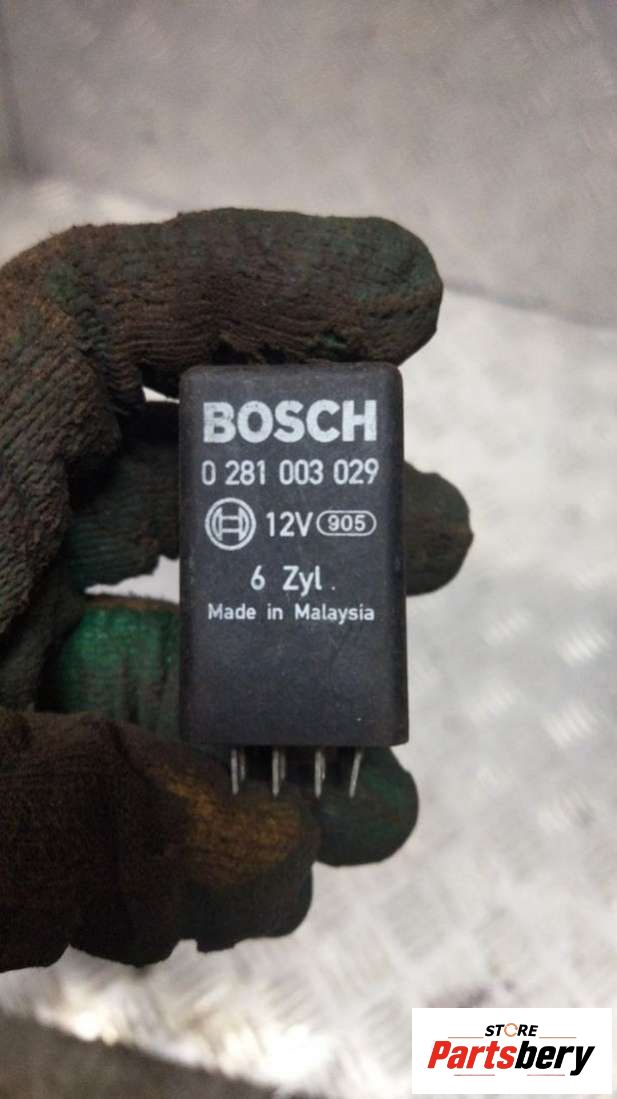 BOSCH
0 281 003 029
12V 905
6 Zyl.
Made in Malaysia
STORE
Partsbery